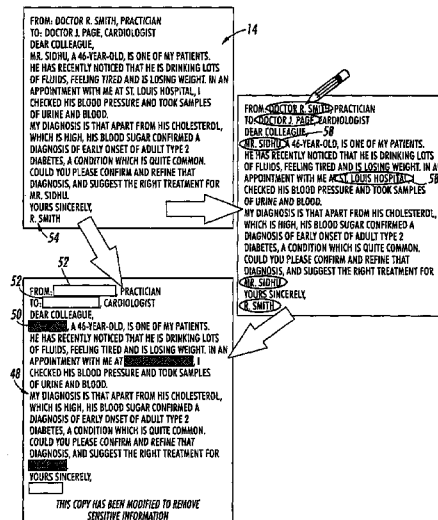 FROM: DOCTOR R. SMITH, PRACTICIAN
TO: DOCTOR J. PAGE, CARDIOLOGIST
DEAR COLLEAGUE,
MR. SIDHU, A 46-YEAR-OLD, IS ONE OF MY PATIENTS.
HE HAS RECENTLY NOTICED THAT HE IS DRINKING LOTS
OF FLUIDS, FEELING TIRED AND IS LOSING WEIGHT. IN AN
APPOINTMENT WITH ME AT ST. LOUIS HOSPITAL, I
CHECKED HIS BLOOD PRESSURE AND TOOK SAMPLES
OF URINE AND BLOOD.
MY DIAGNOSIS IS THAT APART FROM HIS CHOLESTEROL,
WHICH IS HIGH, HIS BLOOD SUGAR CONFIRMED A
DIAGNOSIS OF EARLY ONSET OF ADULT TYPE 2
DIABETES, A CONDITION WHICH IS QUITE COMMON.
COULD YOU PLEASE CONFIRM AND REFINE THAT
DIAGNOSIS, AND SUGGEST THE RIGHT TREATMENT FOR
MR. SIDHU.
YOURS SINCERELY,
R. SMITH
54
14
FROM: DOCTOR R. SMITH, PRACTICIAN
TO: DOCTOR J. PAGE, CARDIOLOGIST
DEAR COLLEAGUE, 58
MR. SIDHU, A 46-YEAR-OLD, IS ONE OF MY PATIENTS.
HE HAS RECENTLY NOTICED THAT HE IS DRINKING LOTS
OF FLUIDS, FEELING TIRED AND IS LOSING WEIGHT. IN AN
APPOINTMENT WITH ME AT ST. LOUIS HOSPITAL, I 58
CHECKED HIS BLOOD PRESSURE AND TOOK SAMPLES
OF URINE AND BLOOD.
MY DIAGNOSIS IS THAT APART FROM HIS CHOLESTEROL,
WHICH IS HIGH, HIS BLOOD SUGAR CONFIRMED A
DIAGNOSIS OF EARLY ONSET OF ADULT TYPE 2
DIABETES, A CONDITION WHICH IS QUITE COMMON.
COULD YOU PLEASE CONFIRM AND REFINE THAT
DIAGNOSIS, AND SUGGEST THE RIGHT TREATMENT FOR
MR. SIDHU
YOURS SINCERELY,
R. SMITH
52
52
FROM: , PRACTICIAN
TO: , CARDIOLOGIST
DEAR COLLEAGUE,
50
, A 46-YEAR-OLD, IS ONE OF MY PATIENTS.
HE HAS RECENTLY NOTICED THAT HE IS DRINKING LOTS
OF FLUIDS, FEELING TIRED AND IS LOSING WEIGHT. IN AN
APPOINTMENT WITH ME AT , I
48
CHECKED HIS BLOOD PRESSURE AND TOOK SAMPLES
OF URINE AND BLOOD.
MY DIAGNOSIS IS THAT APART FROM HIS CHOLESTEROL,
WHICH IS HIGH, HIS BLOOD SUGAR CONFIRMED A
DIAGNOSIS OF EARLY ONSET OF ADULT TYPE 2
DIABETES, A CONDITION WHICH IS QUITE COMMON.
COULD YOU PLEASE CONFIRM AND REFINE THAT
DIAGNOSIS, AND SUGGEST THE RIGHT TREATMENT FOR
.
YOURS SINCERELY,
THIS COPY HAS BEEN MODIFIED TO REMOVE
SENSITIVE INFORMATION